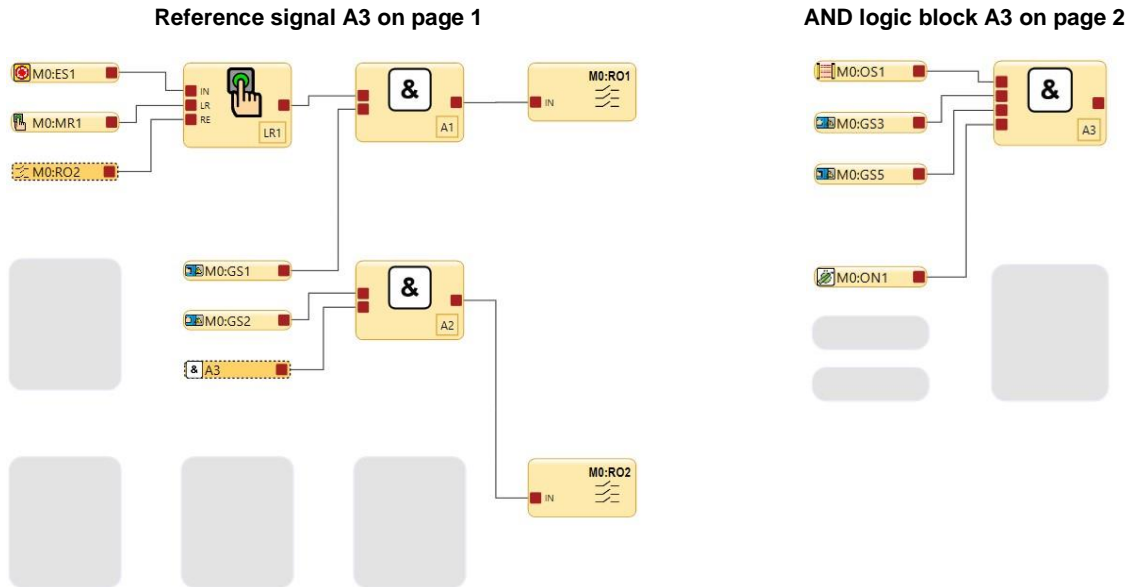 Reference signal A3 on page 1
AND logic block A3 on page 2
M0:ES1
M0:MR1
M0:RO2
IN
LR
RE
LR1
&
A1
M0:RO1
IN
M0:GS1
M0:GS2
& A3
&
A2
M0:RO2
IN
M0:OS1
M0:GS3
M0:GS5
M0:ON1
&
A3